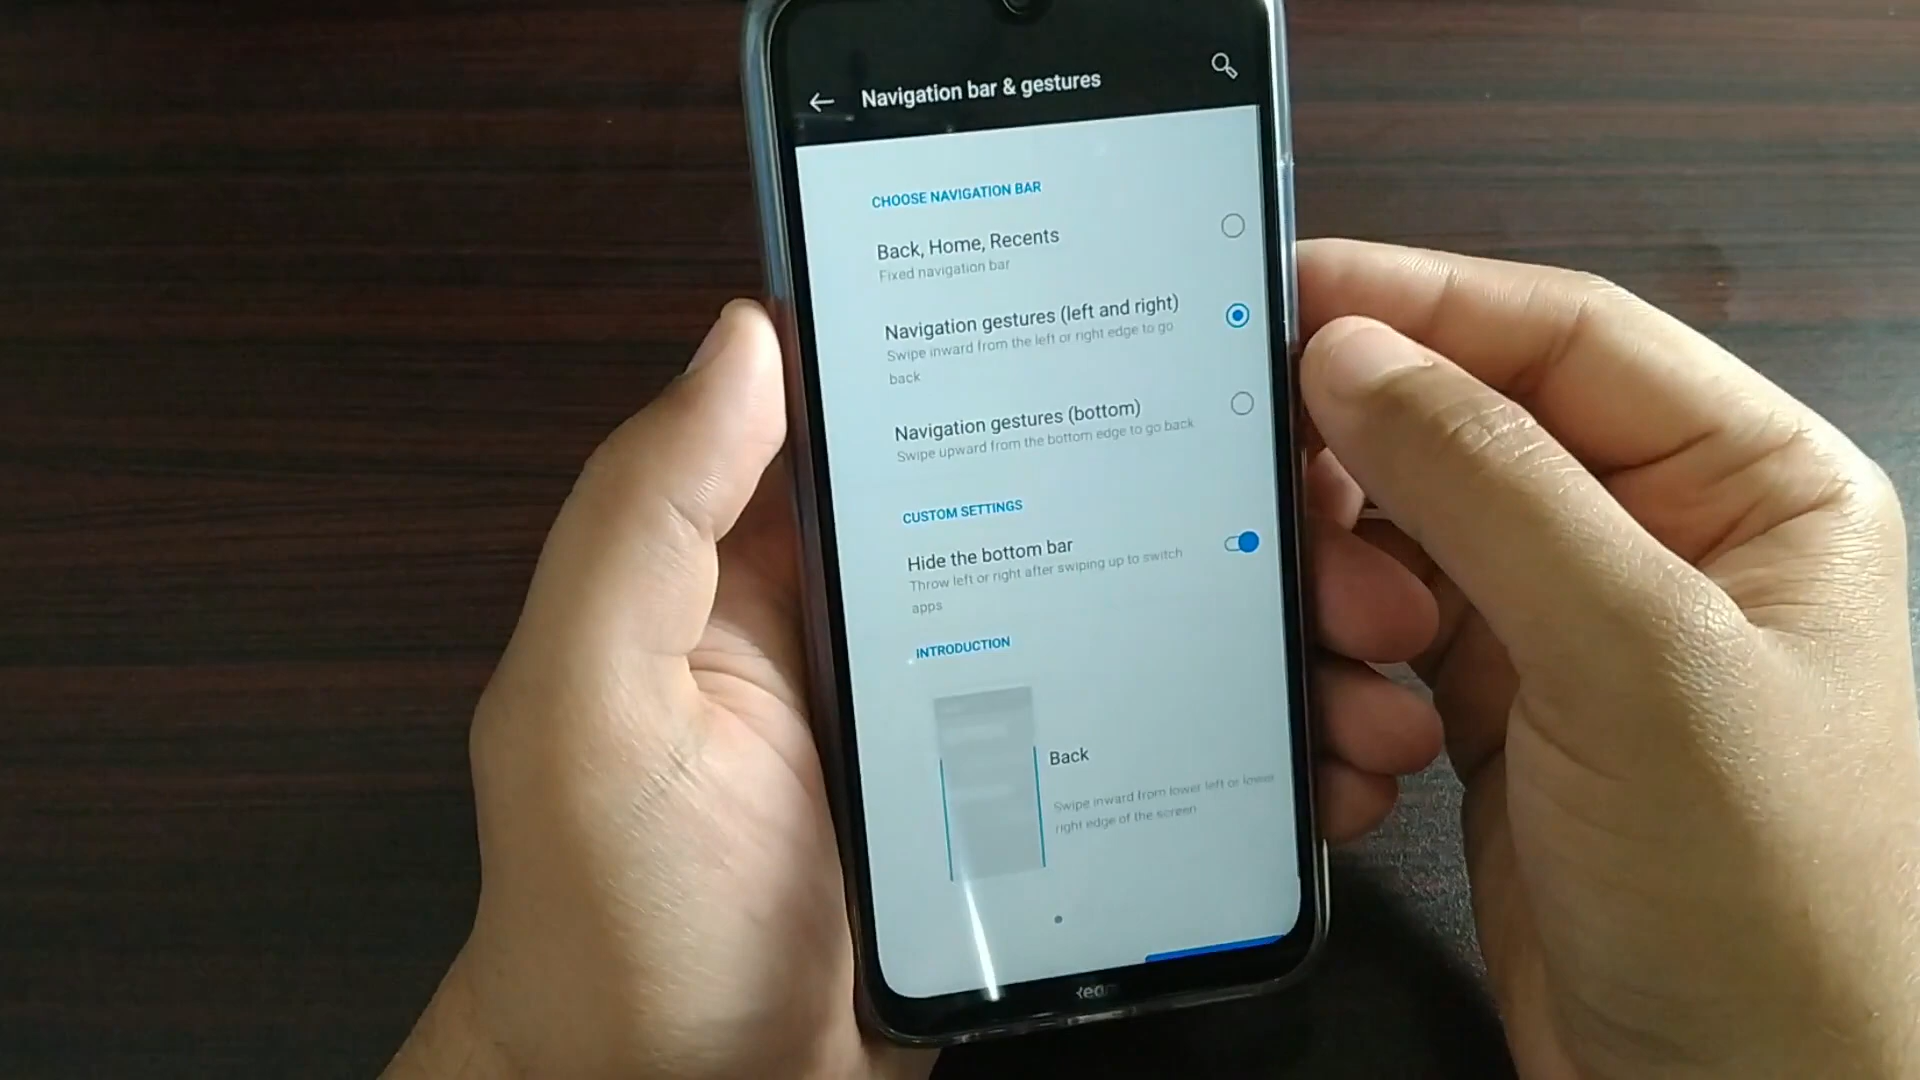 Navigation bar & gestures
CHOOSE NAVIGATION BAR
Back, Home, Recents
Fixed navigation bar
Navigation gestures (left and right)
Swipe inward from the left or right edge to go
back
Navigation gestures (bottom)
Swipe upward from the bottom edge to go back
CUSTOM SETTINGS
Hide the bottom bar
Throw left or right after swiping up to switch
apps
INTRODUCTION
Back
Swipe inward from lower left or lower
right edge of the screen